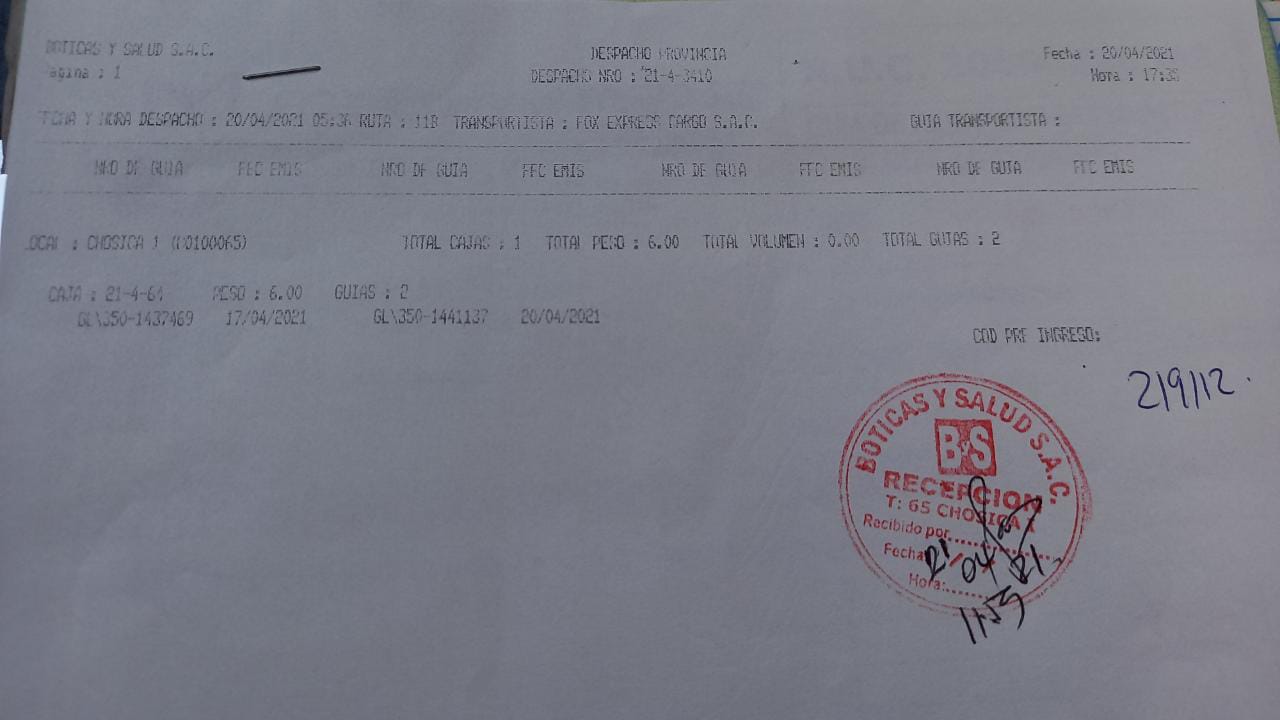 BOTICAS Y SALUD S.A.C.
DESPACHO PROVINCIA
Fecha : 20/04/2021
Pagina : 1
DESPACHO NRO : 21-4-3410
Hora : 17:38
FECHA Y HORA DESPACHO : 20/04/2021 05:36 RUTA : 11B TRANSPORTISTA : FOX EXPRESS CARGO S.A.C. GUIA TRANSPORTISTA :
NRO DE GUIA FEC EMIS NRO DE GUIA FEC EMIS NRO DE GUIA FEC EMIS NRO DE GUIA FEC EMIS
LOCAL : CHOSICA 1 (00100065) TOTAL CAJAS : 1 TOTAL PESO : 6.00 TOTAL VOLUMEN : 0.00 TOTAL GUIAS : 2
CAJA : 21-4-64 PESO : 6.00 GUIAS : 2
GL\350-1437469 17/04/2021 GL\350-1441137 20/04/2021
COD PRF INGRESO:
2/9/12.
BOTICAS Y SALUD S.A.C.
B&S
RECEPCION
T: 65 CHOSICA 1
Recibido por
Fecha 21/04/21
Hora: